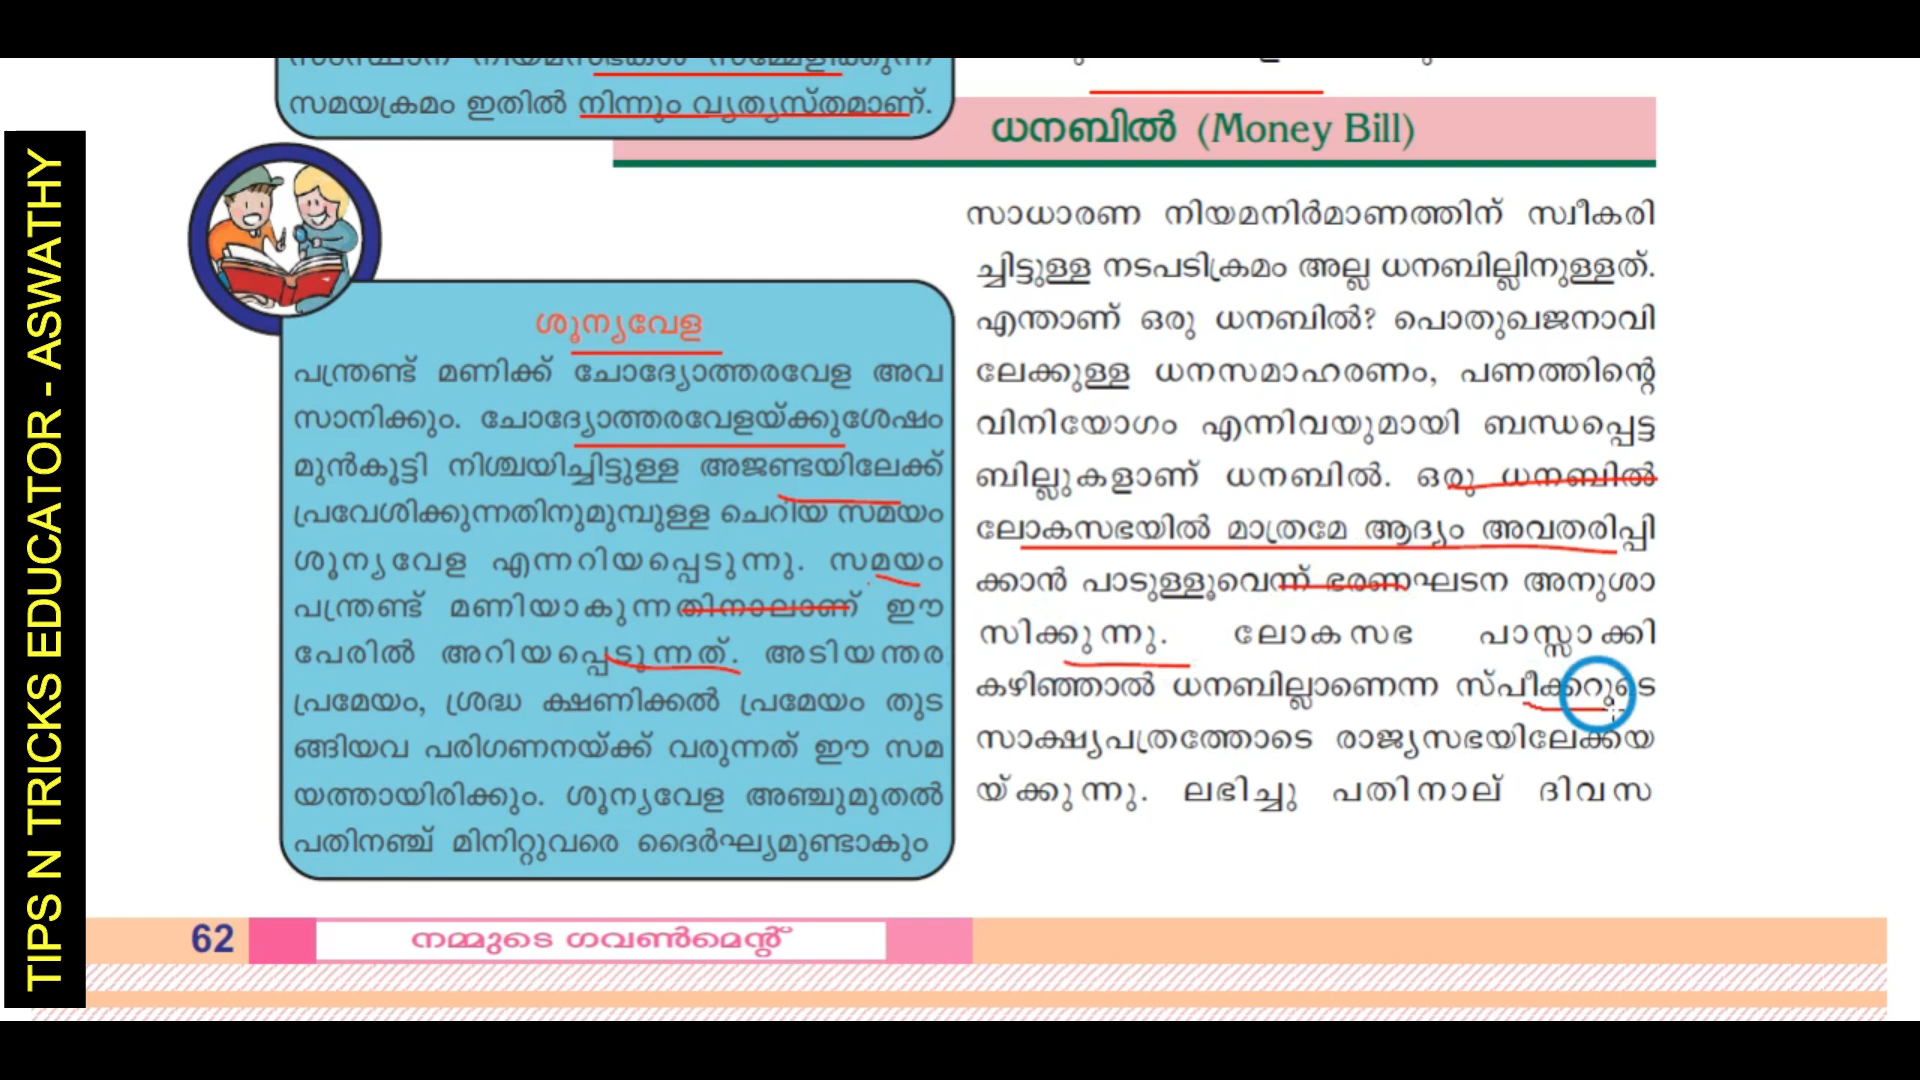 TIPS N TRICKS EDUCATOR - ASWATHY
സമയക്രമം ഇതിൽ നിന്നും വ്യത്യസ്തമാണ്.
ശൂന്യവേള
പന്ത്രണ്ട് മണിക്ക് ചോദ്യോത്തരവേള അവ
സാനിക്കും. ചോദ്യോത്തരവേളയ്ക്കുശേഷം
മുൻകൂട്ടി നിശ്ചയിച്ചിട്ടുള്ള അജണ്ടയിലേക്ക്
പ്രവേശിക്കുന്നതിനുമുമ്പുള്ള ചെറിയ സമയം
ശൂന്യവേള എന്നറിയപ്പെടുന്നു. സമയം
പന്ത്രണ്ട് മണിയാകുന്നതിനാലാണ് ഈ
പേരിൽ അറിയപ്പെടുന്നത്. അടിയന്തര
പ്രമേയം, ശ്രദ്ധ ക്ഷണിക്കൽ പ്രമേയം തുട
ങ്ങിയവ പരിഗണനയ്ക്ക് വരുന്നത് ഈ സമ
യത്തായിരിക്കും. ശൂന്യവേള അഞ്ചുമുതൽ
പതിനഞ്ച് മിനിറ്റുവരെ ദൈർഘ്യമുണ്ടാകും
ധനബിൽ (Money Bill)
സാധാരണ നിയമനിർമാണത്തിന് സ്വീകരി
ച്ചിട്ടുള്ള നടപടിക്രമം അല്ല ധനബില്ലിനുള്ളത്.
എന്താണ് ഒരു ധനബിൽ? പൊതുഖജനാവി
ലേക്കുള്ള ധനസമാഹരണം, പണത്തിന്റെ
വിനിയോഗം എന്നിവയുമായി ബന്ധപ്പെട്ട
ബില്ലുകളാണ് ധനബിൽ. ഒരു ധനബിൽ
ലോകസഭയിൽ മാത്രമേ ആദ്യം അവതരിപ്പി
ക്കാൻ പാടുള്ളൂവെന്ന് ഭരണഘടന അനുശാ
സിക്കുന്നു. ലോകസഭ പാസ്സാക്കി
കഴിഞ്ഞാൽ ധനബില്ലാണെന്ന സ്പീക്കറുടെ
സാക്ഷ്യപത്രത്തോടെ രാജ്യസഭയിലേക്കയ
യ്ക്കുന്നു. ലഭിച്ചു പതിനാല് ദിവസ
62
നമ്മുടെ ഗവൺമെന്റ്